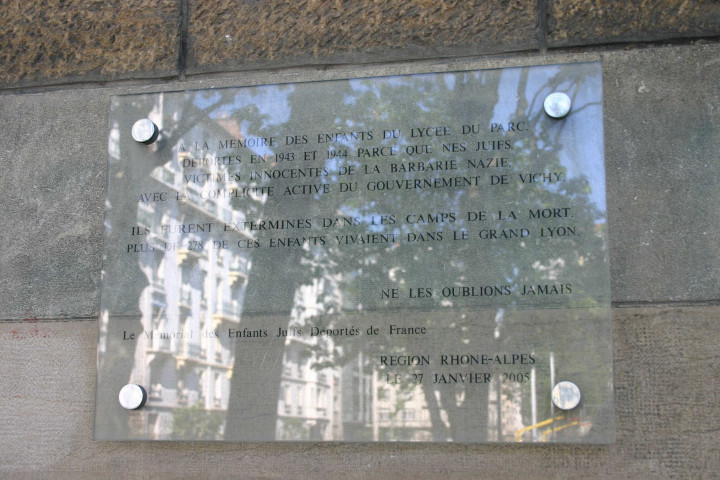 A LA MEMOIRE DES ENFANTS DU LYCEE DU PARC.
DEPORTES EN 1943 ET 1944 PARCE QUE NES JUIFS,
VICTIMES INNOCENTES DE LA BARBARIE NAZIE,
AVEC LA COMPLICITE ACTIVE DU GOUVERNEMENT DE VICHY.
ILS FURENT EXTERMINES DANS LES CAMPS DE LA MORT.
PLUS DE 278 DE CES ENFANTS VIVAIENT DANS LE GRAND LYON.
NE LES OUBLIONS JAMAIS
Le Mémorial des Enfants Juifs Déportés de France
REGION RHONE-ALPES
LE 27 JANVIER 2005